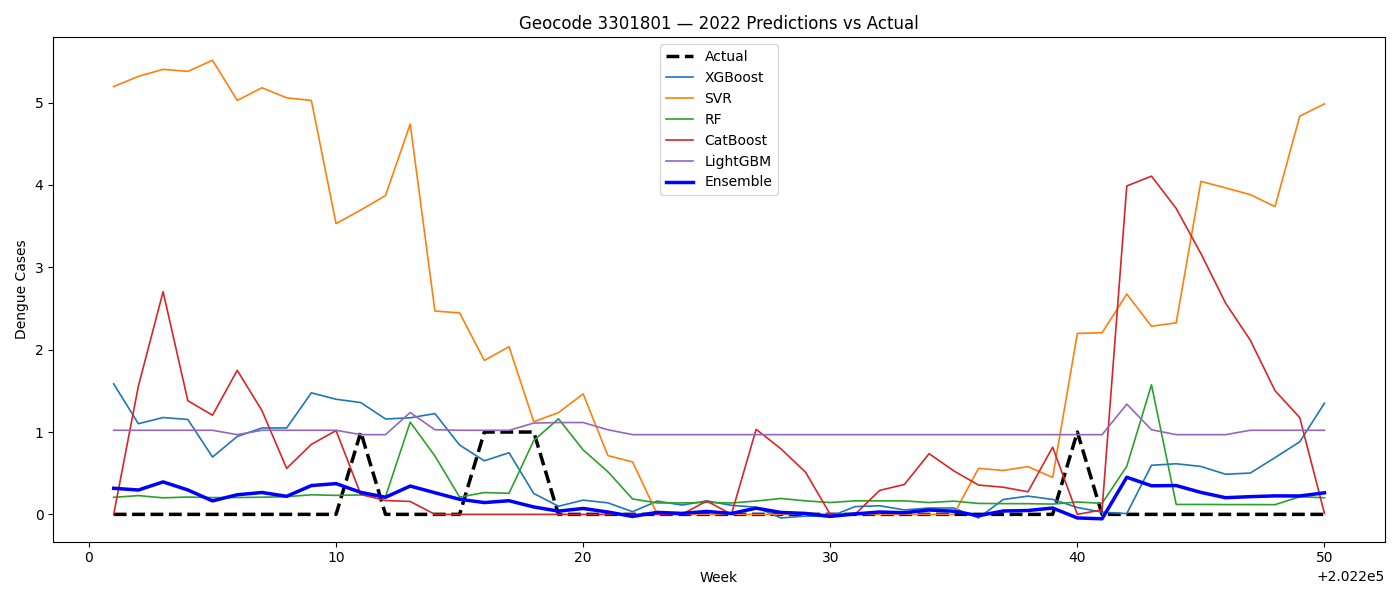 Geocode 3301801 — 2022 Predictions vs Actual
Actual
XGBoost
SVR
RF
CatBoost
LightGBM
Ensemble
Dengue Cases
5
4
3
2
1
0
0 10 20 30 40 50
Week
+2.022e5